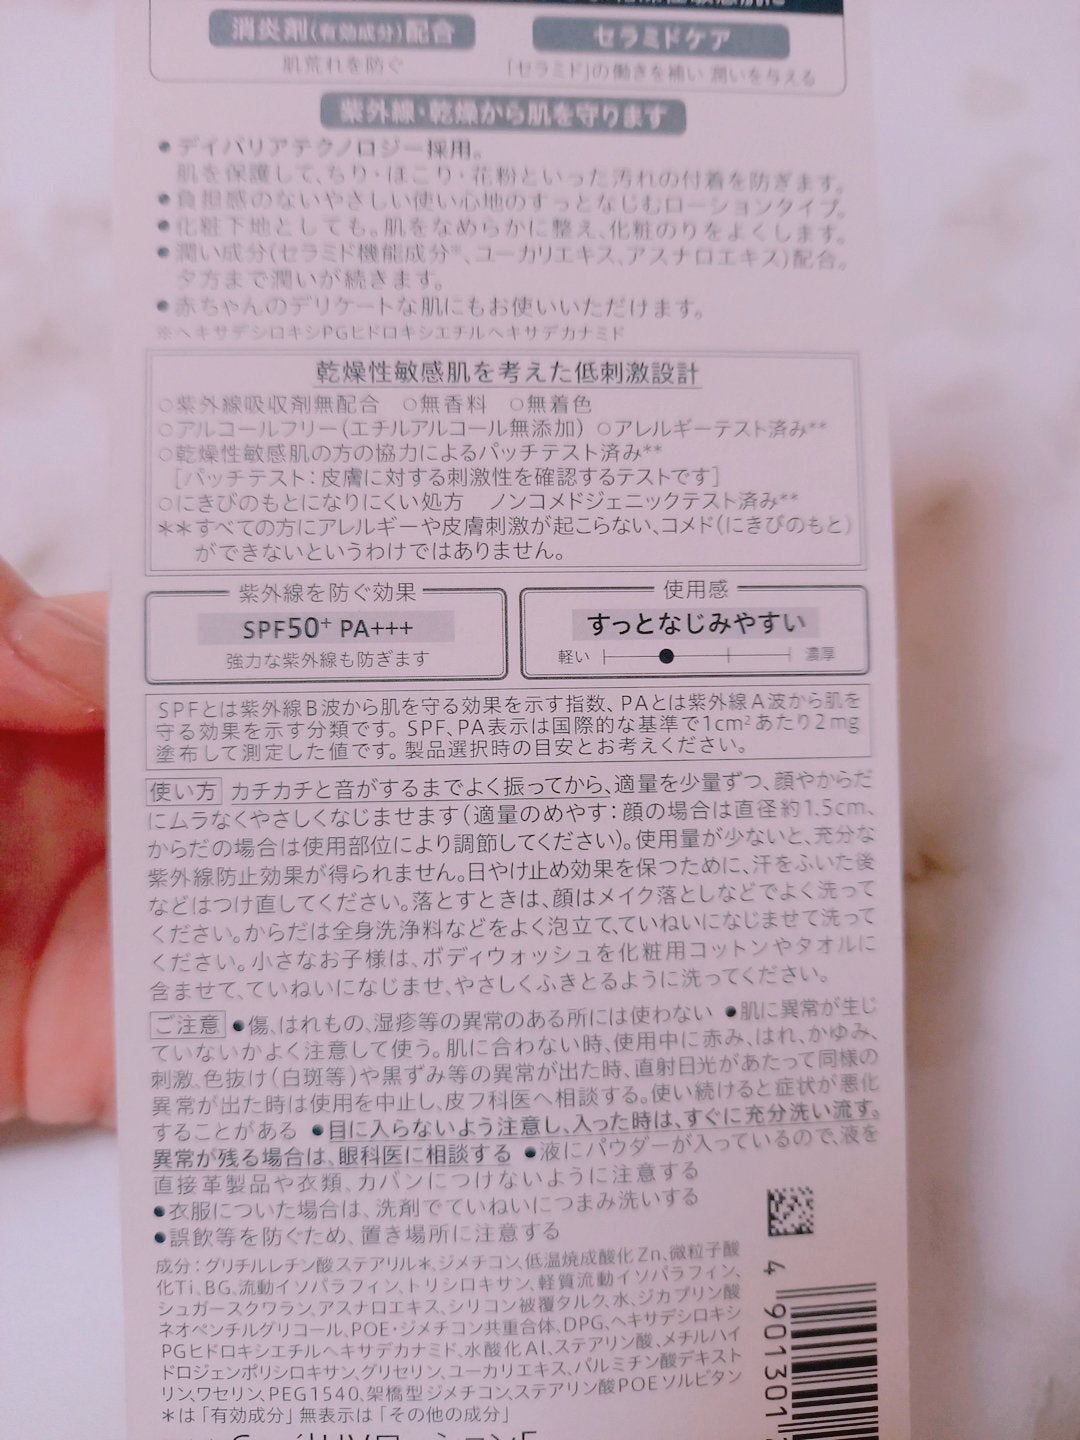 消炎剤(有効成分)配合
セラミドケア
肌荒れを防ぐ
「セラミド」の働きを補い 潤いを与える
紫外線・乾燥から肌を守ります
●デイバリアテクノロジー採用。
肌を保護して、ちり・ほこり・花粉といった汚れの付着を防ぎます。
●負担感のないやさしい使い心地のすっとなじむローションタイプ。
●化粧下地としても。肌をなめらかに整え、化粧のりをよくします。
●潤い成分(セラミド機能成分※、ユーカリエキス、アスナロエキス)配合。
夕方まで潤いが続きます。
●赤ちゃんのデリケートな肌にもお使いいただけます。
※ヘキサデシロキシPGヒドロキシエチルヘキサデカナミド
乾燥性敏感肌を考えた低刺激設計
○紫外線吸収剤無配合 ○無香料 ○無着色
○アルコールフリー(エチルアルコール無添加) ○アレルギーテスト済み**
○乾燥性敏感肌の方の協力によるパッチテスト済み**
[パッチテスト：皮膚に対する刺激性を確認するテストです]
○にきびのもとになりにくい処方 ノンコメドジェニックテスト済み**
**すべての方にアレルギーや皮膚刺激が起こらない、コメド(にきびのもと)
ができないというわけではありません。
紫外線を防ぐ効果
SPF50+ PA+++
強力な紫外線も防ぎます
使用感
すっとなじみやすい
軽い 濃厚
SPFとは紫外線B波から肌を守る効果を示す指数、PAとは紫外線A波から肌を
守る効果を示す分類です。SPF、PA表示は国際的な基準で1cm²あたり2mg
塗布して測定した値です。製品選択時の目安とお考えください。
使い方 カチカチと音がするまでよく振ってから、適量を少量ずつ、顔やからだ
にムラなくやさしくなじませます(適量のめやす：顔の場合は直径約1.5cm、
からだの場合は使用部位により調節してください)。使用量が少ないと、充分な
紫外線防止効果が得られません。日やけ止め効果を保つために、汗をふいた後
などはつけ直してください。落とすときは、顔はメイク落としなどでよく洗って
ください。からだは全身洗浄料などをよく泡立て、ていねいになじませて洗って
ください。小さなお子様は、ボディウォッシュを化粧用コットンやタオルに
含ませて、ていねいになじませ、やさしくふきとるように洗ってください。
ご注意 ●傷、はれもの、湿疹等の異常のある所には使わない ●肌に異常が生じ
ていないかよく注意して使う。肌に合わない時、使用中に赤み、はれ、かゆみ、
刺激、色抜け(白斑等)や黒ずみ等の異常が出た時、直射日光があたって同様の
異常が出た時は使用を中止し、皮フ科医へ相談する。使い続けると症状が悪化
することがある ●目に入らないよう注意し、入った時は、すぐに充分洗い流す。
異常が残る場合は、眼科医に相談する ●液にパウダーが入っているので、液を
直接革製品や衣類、カバンにつけないように注意する
●衣服についた場合は、洗剤でていねいにつまみ洗いする
●誤飲等を防ぐため、置き場所に注意する
成分：グリチルレチン酸ステアリル*、ジメチコン、低温焼成酸化Zn、微粒子酸
化Ti、BG、流動イソパラフィン、トリシロキサン、軽質流動イソパラフィン、
シュガースクワラン、アスナロエキス、シリコン被覆タルク、水、ジカプリン酸
ネオペンチルグリコール、POE・ジメチコン共重合体、DPG、ヘキサデシロキシ
PGヒドロキシエチルヘキサデカナミド、水酸化Al、ステアリン酸、メチルハイ
ドロジェンポリシロキサン、グリセリン、ユーカリエキス、パルミチン酸デキスト
リン、ワセリン、PEG1540、架橋型ジメチコン、ステアリン酸POEソルビタン
*は「有効成分」無表示は「その他の成分」
4 901301